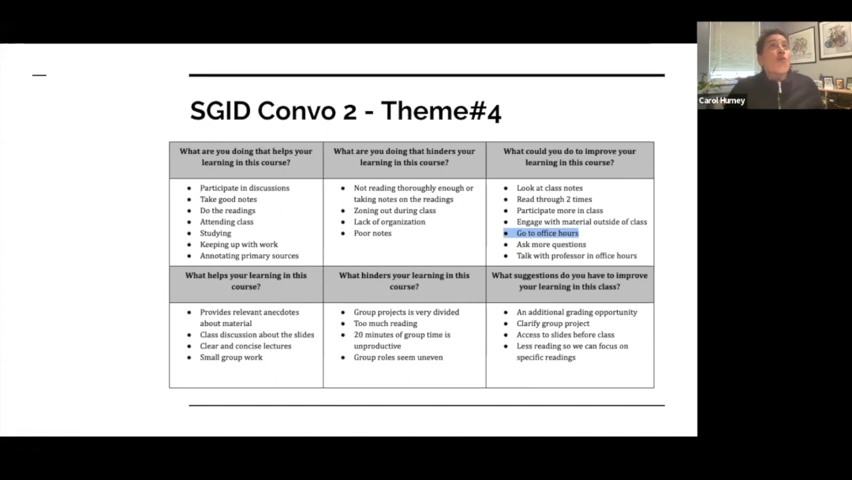 SGID Convo 2 - Theme#4
What are you doing that helps your
learning in this course?
What are you doing that hinders your
learning in this course?
What could you do to improve your
learning in this course?
● Participate in discussions
● Take good notes
● Do the readings
● Attending class
● Studying
● Keeping up with work
● Annotating primary sources
● Not reading thoroughly enough or
taking notes on the readings
● Zoning out during class
● Lack of organization
● Poor notes
● Look at class notes
● Read through 2 times
● Participate more in class
● Engage with material outside of class
● Go to office hours
● Ask more questions
● Talk with professor in office hours
What helps your learning in this
course?
What hinders your learning in this
course?
What suggestions do you have to improve
your learning in this class?
● Provides relevant anecdotes
about material
● Class discussion about the slides
● Clear and concise lectures
● Small group work
● Group projects is very divided
● Too much reading
● 20 minutes of group time is
unproductive
● Group roles seem uneven
● An additional grading opportunity
● Clarify group project
● Access to slides before class
● Less reading so we can focus on
specific readings
Carol Hurney